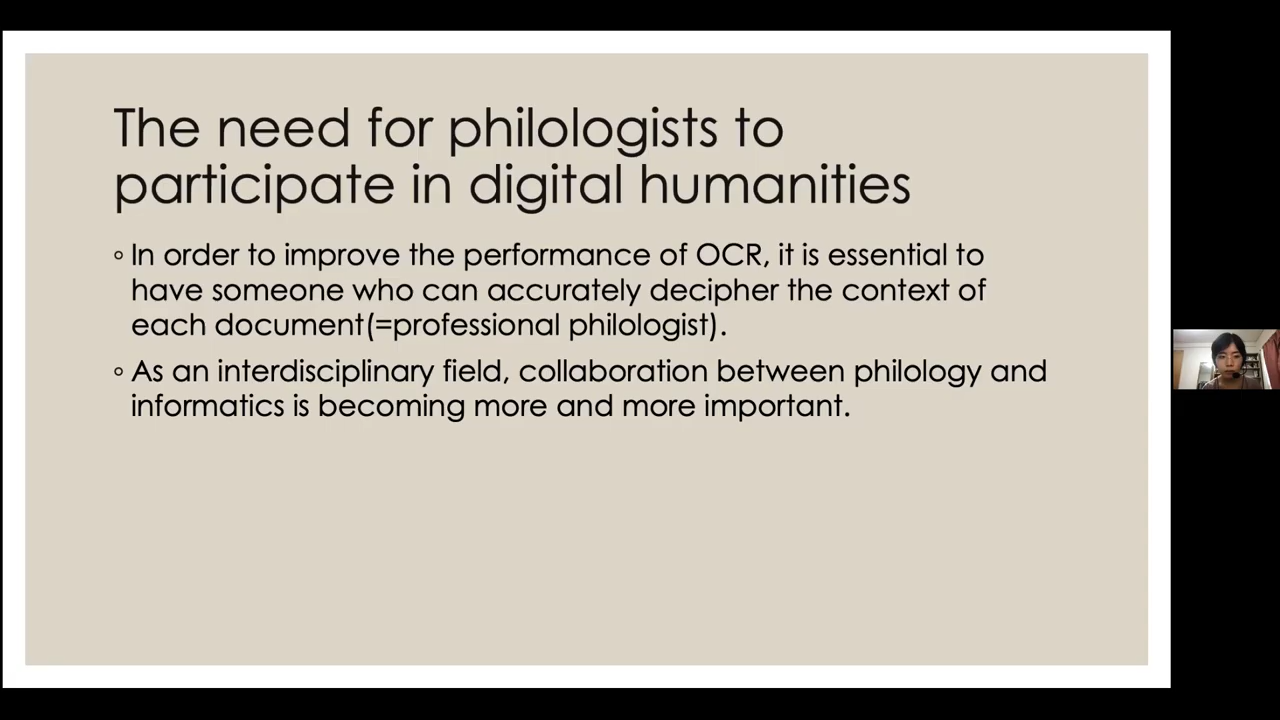 The need for philologists to
participate in digital humanities
◦ In order to improve the performance of OCR, it is essential to
have someone who can accurately decipher the context of
each document(=professional philologist).
◦ As an interdisciplinary field, collaboration between philology and
informatics is becoming more and more important.